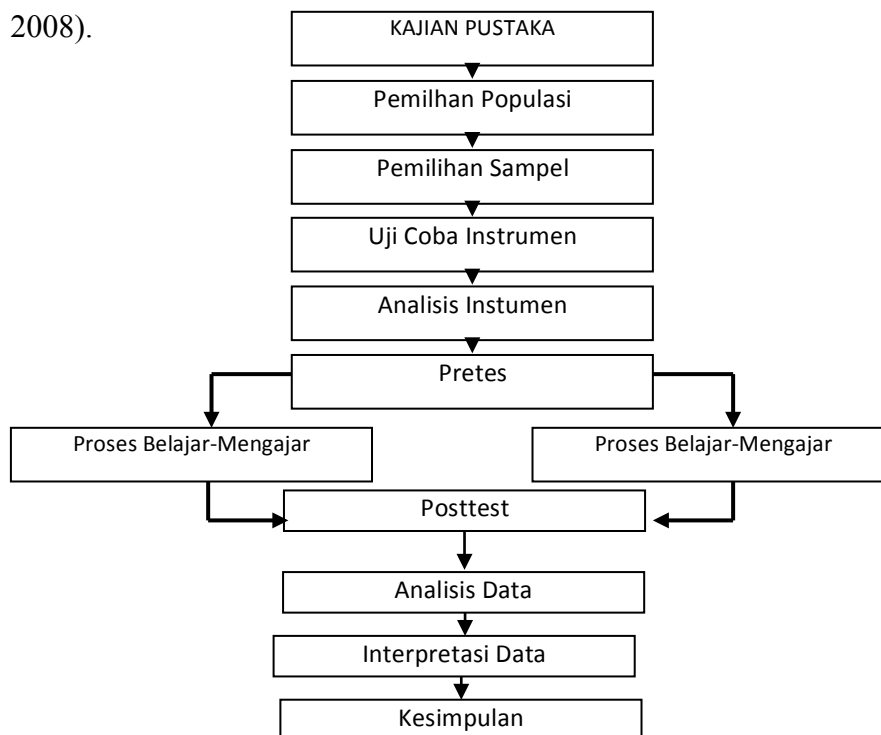 2008).
KAJIAN PUSTAKA
Pemilhan Populasi
Pemilihan Sampel
Uji Coba Instrumen
Analisis Instumen
Pretes
Proses Belajar-Mengajar
Proses Belajar-Mengajar
Posttest
Analisis Data
Interpretasi Data
Kesimpulan